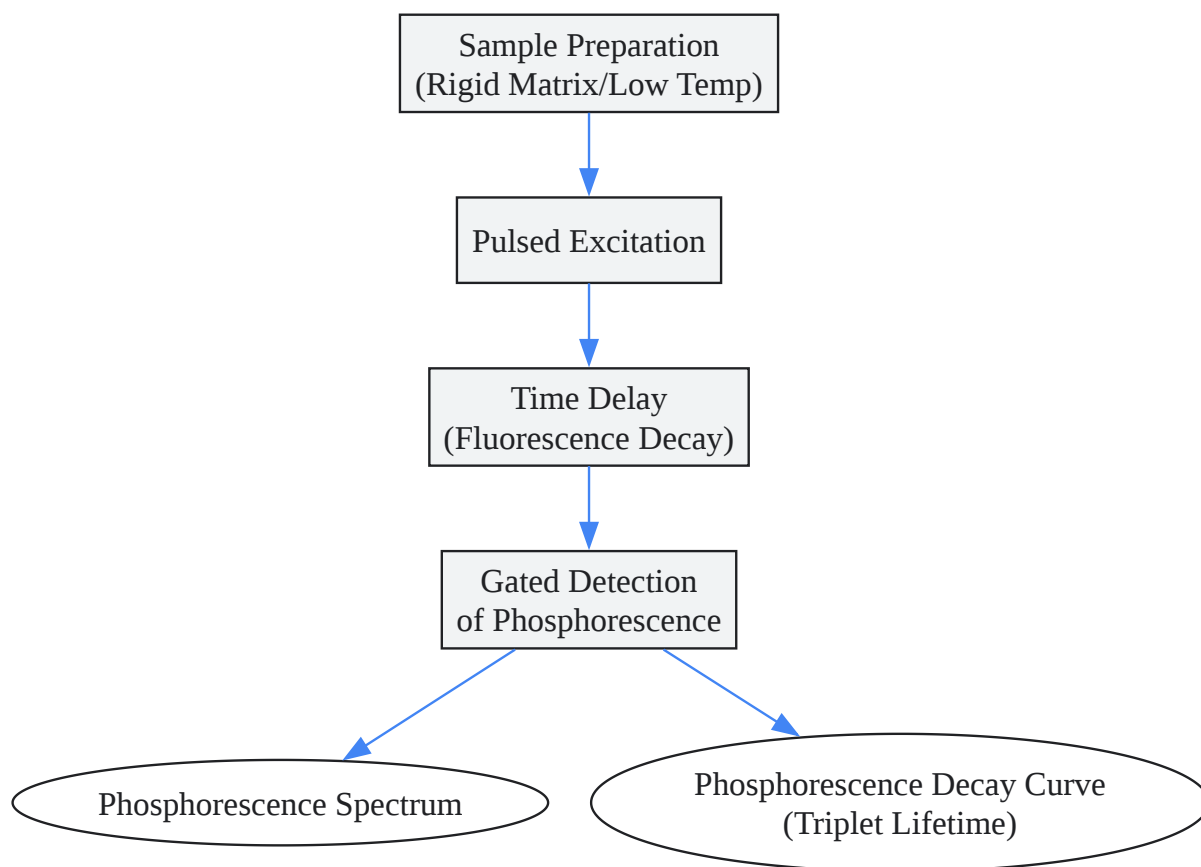 Sample Preparation
(Rigid Matrix/Low Temp)
Pulsed Excitation
Time Delay
(Fluorescence Decay)
Gated Detection
of Phosphorescence
Phosphorescence Spectrum
Phosphorescence Decay Curve
(Triplet Lifetime)